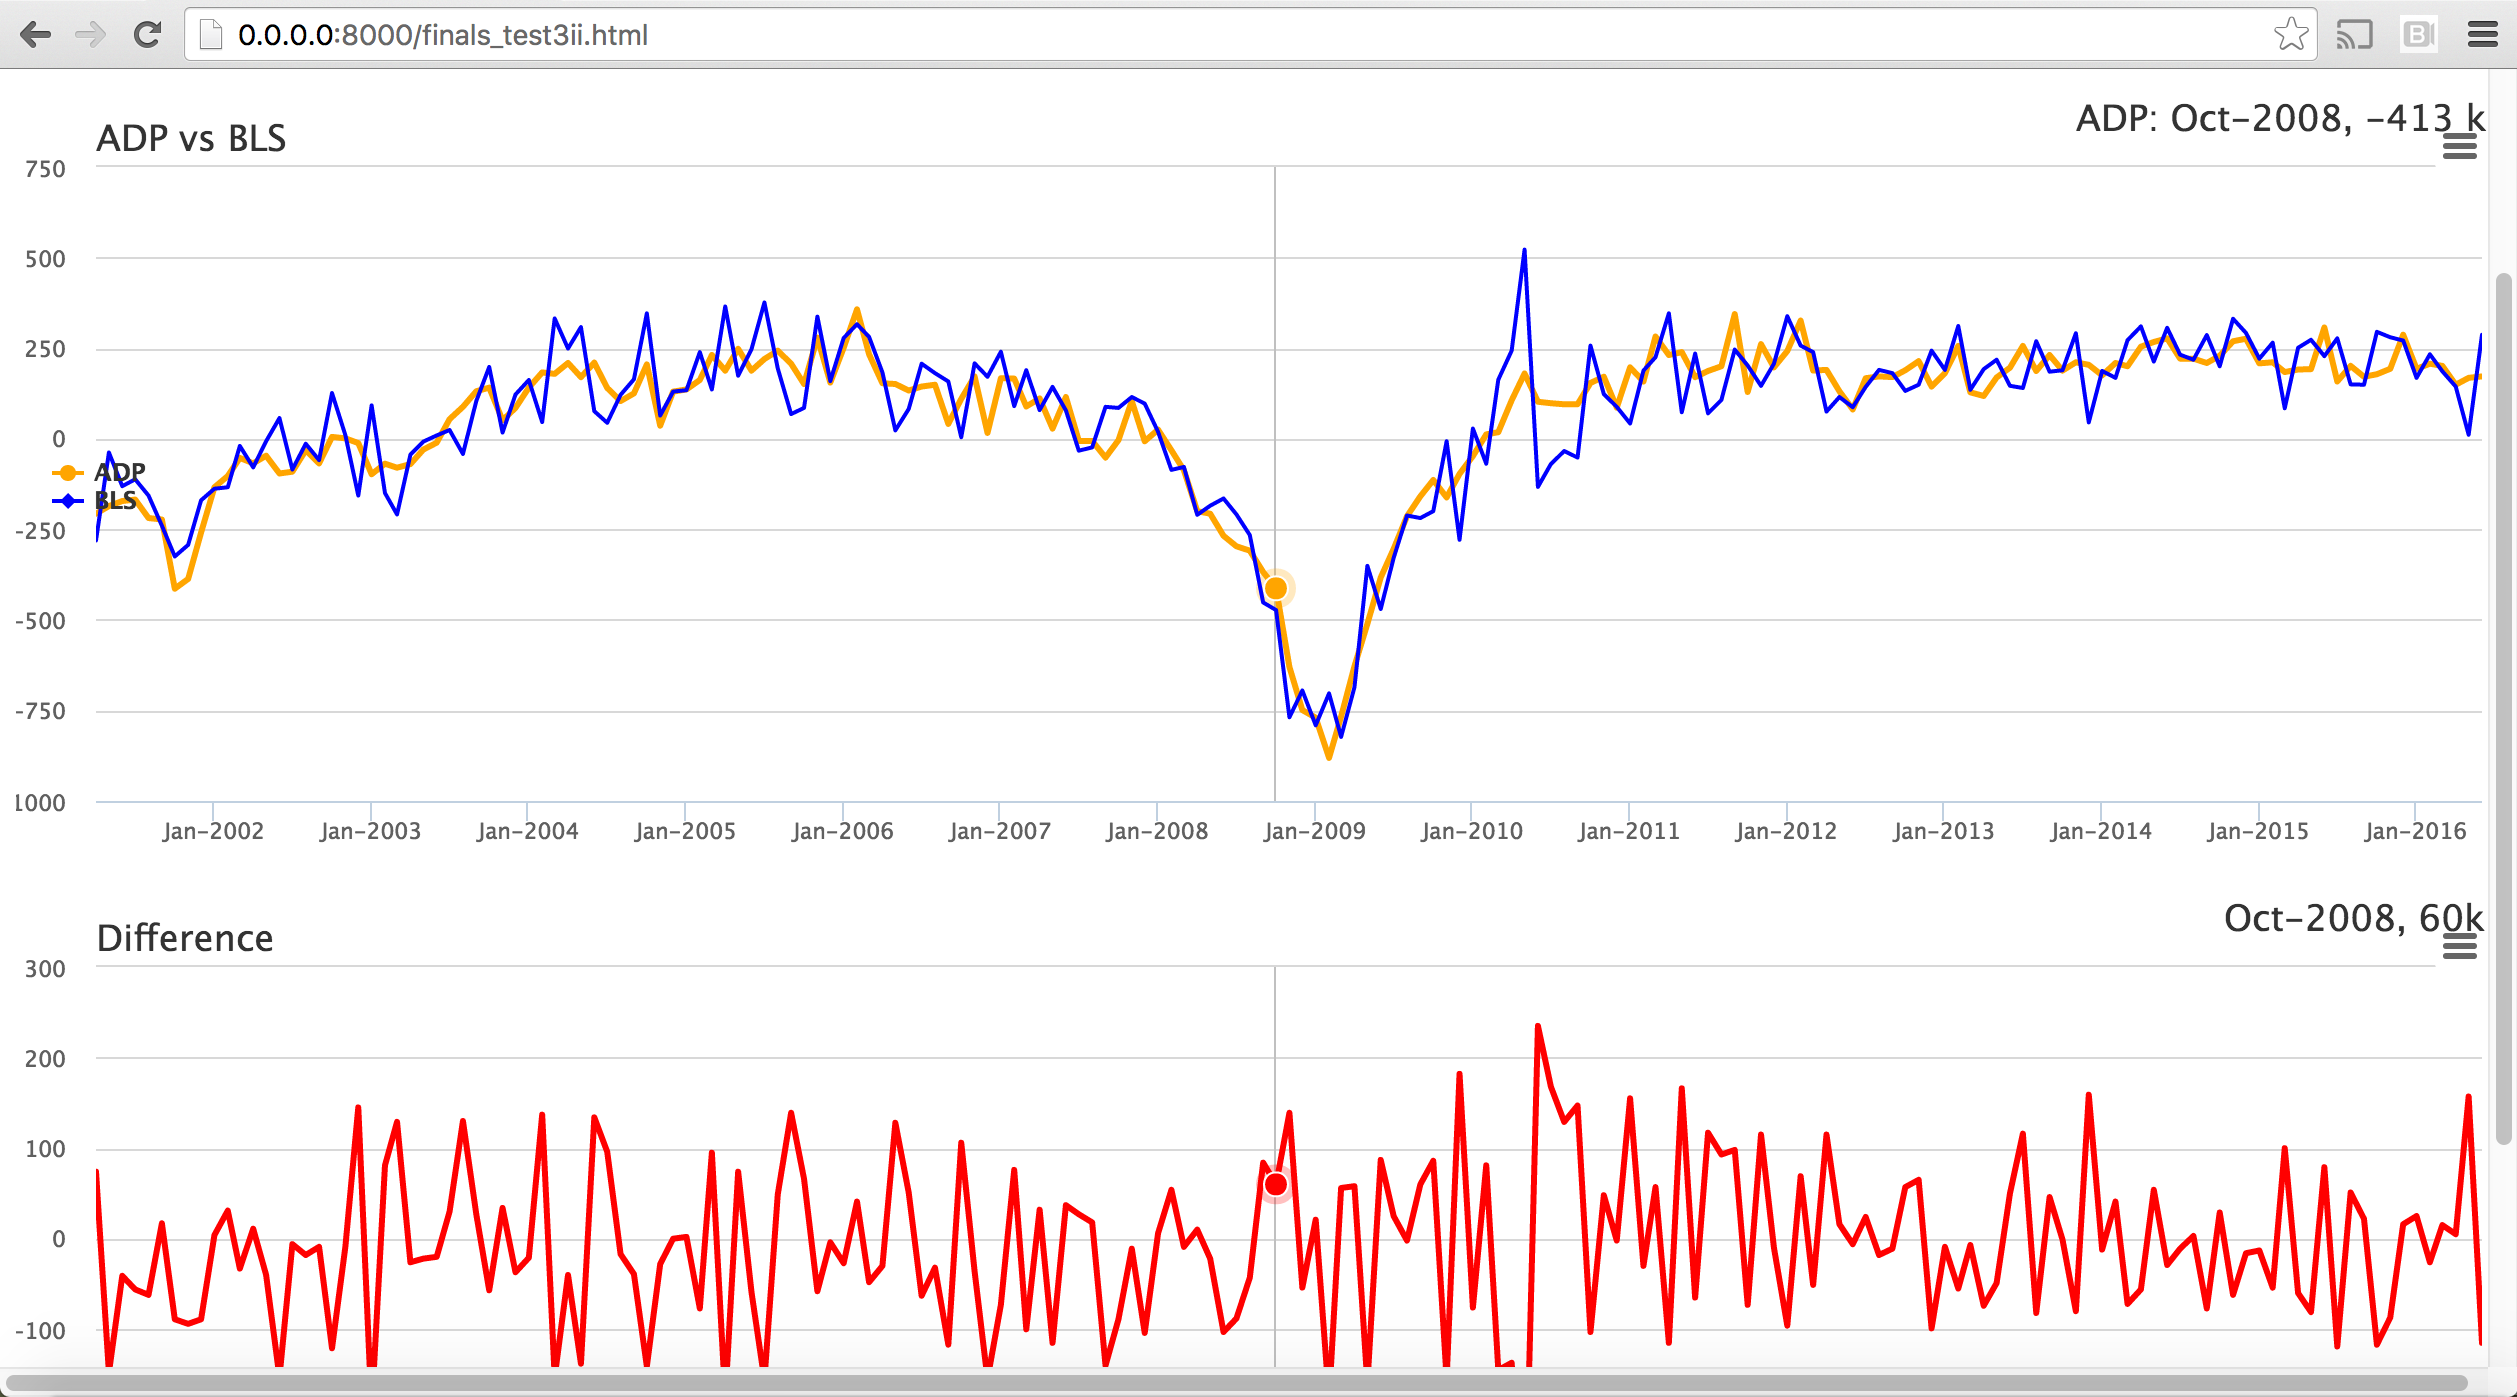 0.0.0.0:8000/finals_test3ii.html
ADP: Oct-2008, -413 k
ADP vs BLS
750
500
250
0
ADP
BLS
-250
-500
-750
1000
Jan-2002 Jan-2003 Jan-2004 Jan-2005 Jan-2006 Jan-2007 Jan-2008 Jan-2009 Jan-2010 Jan-2011 Jan-2012 Jan-2013 Jan-2014 Jan-2015 Jan-2016
Oct-2008, 60k
Difference
300
200
100
0
-100